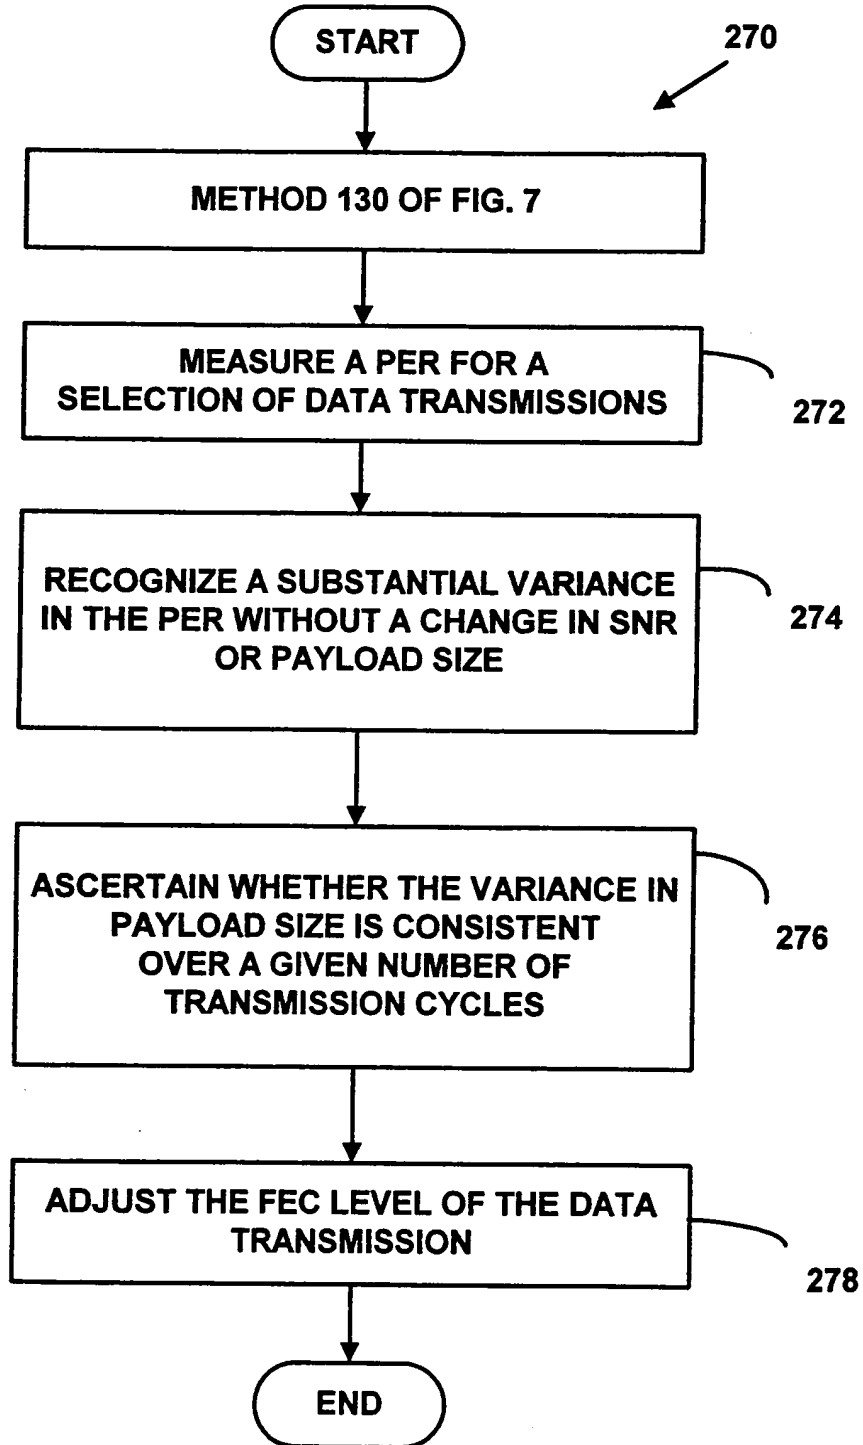 START
270
METHOD 130 OF FIG. 7
MEASURE A PER FOR A
SELECTION OF DATA TRANSMISSIONS
272
RECOGNIZE A SUBSTANTIAL VARIANCE
IN THE PER WITHOUT A CHANGE IN SNR
OR PAYLOAD SIZE
274
ASCERTAIN WHETHER THE VARIANCE IN
PAYLOAD SIZE IS CONSISTENT
OVER A GIVEN NUMBER OF
TRANSMISSION CYCLES
276
ADJUST THE FEC LEVEL OF THE DATA
TRANSMISSION
278
END